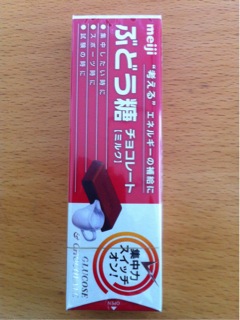 meiji
"考える"エネルギーの補給に
ぶどう糖
チョコレート
[ミルク]
●集中したい時に
●スポーツ時に
●試験の時に
集中力
スイッチ
オン!
GLUCOSE
OPEN